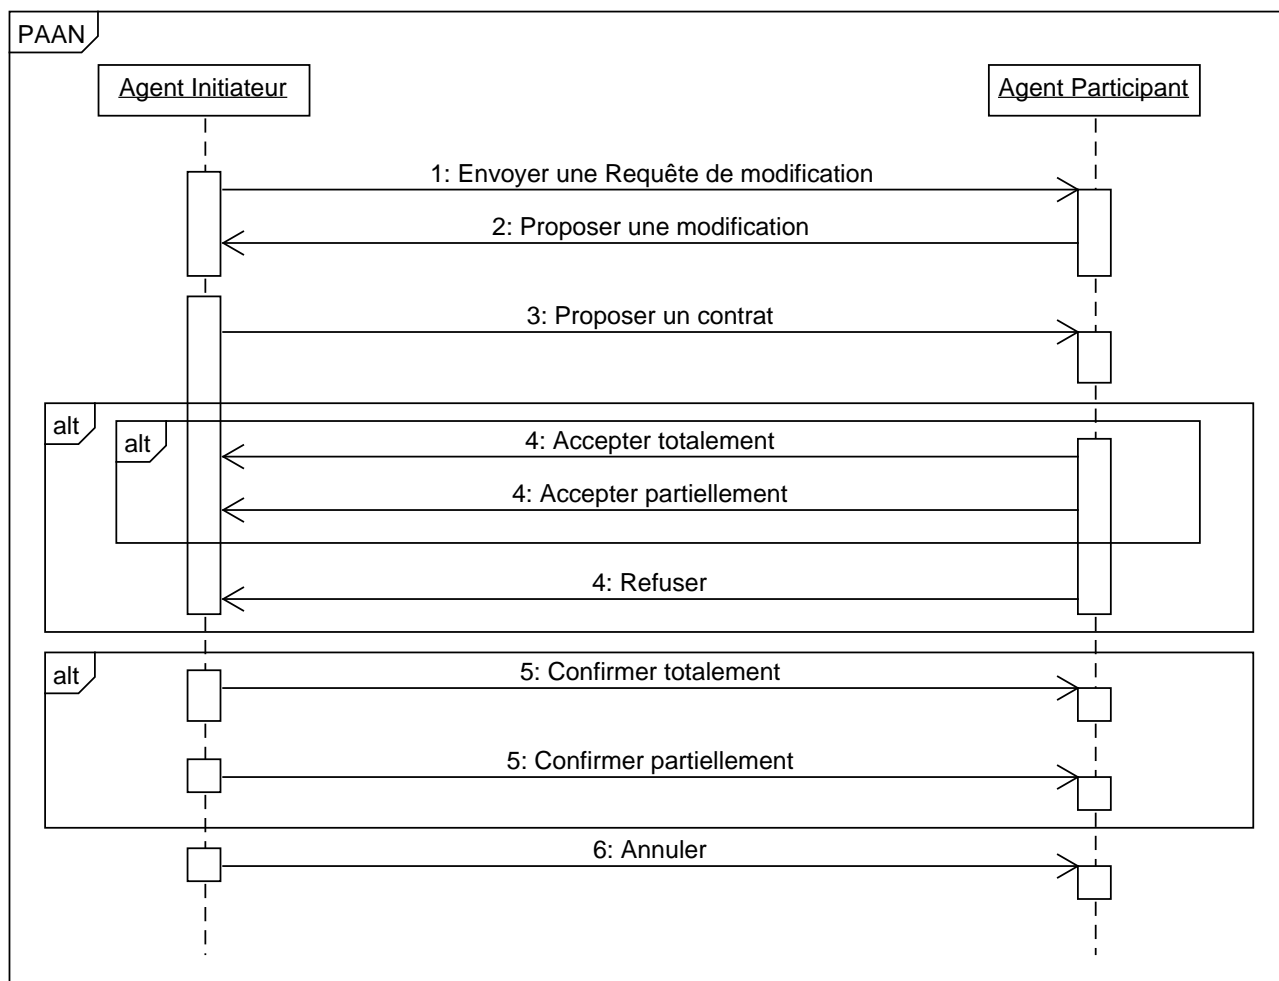 PAAN
Agent Initiateur
Agent Participant
1: Envoyer une Requête de modification
2: Proposer une modification
3: Proposer un contrat
alt
alt
4: Accepter totalement
4: Accepter partiellement
4: Refuser
alt
5: Confirmer totalement
5: Confirmer partiellement
6: Annuler